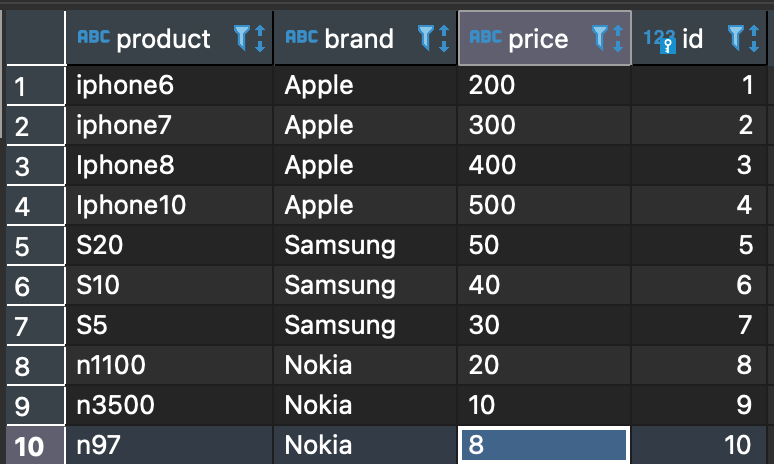 ABC product ABC brand ABC price 123 id
1 iphone6 Apple 200 1
2 iphone7 Apple 300 2
3 Iphone8 Apple 400 3
4 Iphone10 Apple 500 4
5 S20 Samsung 50 5
6 S10 Samsung 40 6
7 S5 Samsung 30 7
8 n1100 Nokia 20 8
9 n3500 Nokia 10 9
10 n97 Nokia 8 10